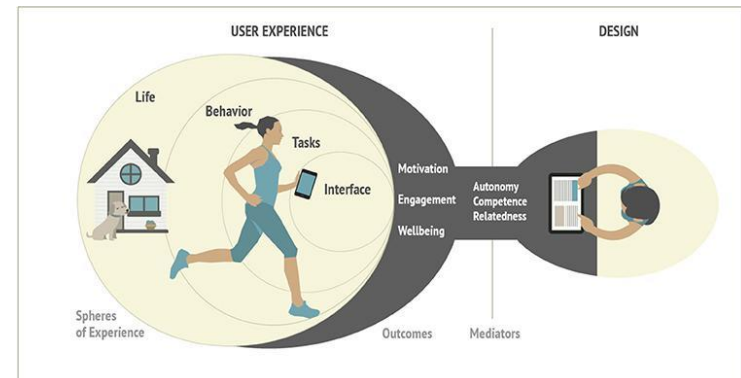 USER EXPERIENCE
DESIGN
Life
Behavior
Tasks
Interface
Motivation
Engagement
Wellbeing
Autonomy
Competence
Relatedness
Spheres
of Experience
Outcomes
Mediators